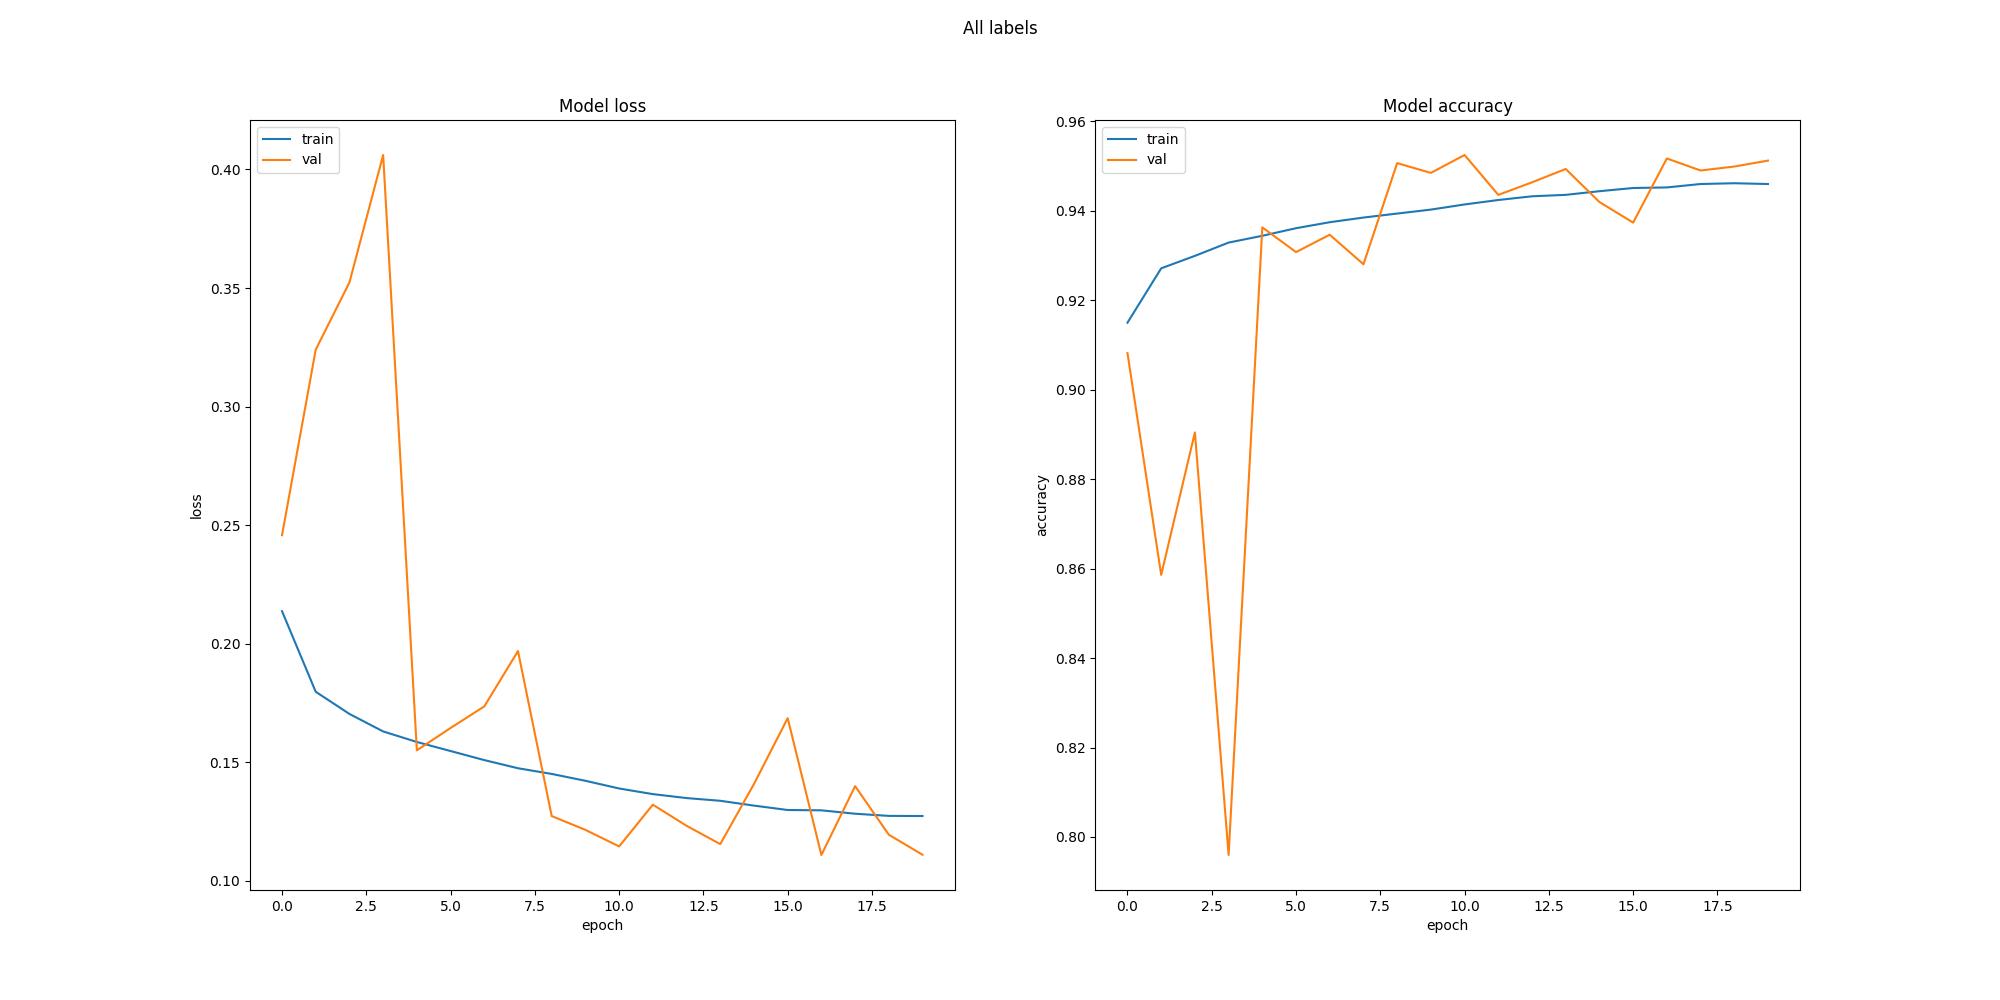 All labels
Model loss
train
val
0.40
0.35
0.30
0.25
0.20
0.15
0.10
loss
0.0 2.5 5.0 7.5 10.0 12.5 15.0 17.5
epoch
Model accuracy
train
val
0.96
0.94
0.92
0.90
0.88
0.86
0.84
0.82
0.80
accuracy
0.0 2.5 5.0 7.5 10.0 12.5 15.0 17.5
epoch